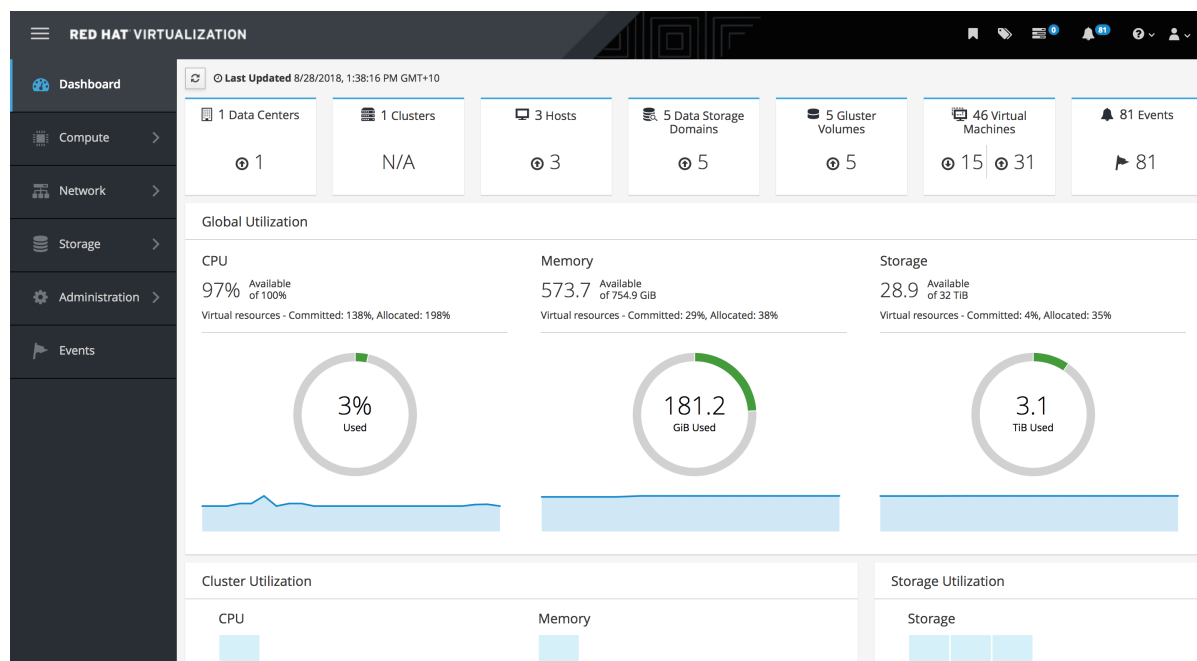 RED HAT VIRTUALIZATION
0
81
Dashboard
Compute
Network
Storage
Administration
Events
Last Updated 8/28/2018, 1:38:16 PM GMT+10
1 Data Centers
1
1 Clusters
N/A
3 Hosts
3
5 Data Storage
Domains
5
5 Gluster
Volumes
5
46 Virtual
Machines
15 31
81 Events
81
Global Utilization
CPU
97% Available
of 100%
Virtual resources - Committed: 138%, Allocated: 198%
3%
Used
Memory
573.7 Available
of 754.9 GiB
Virtual resources - Committed: 29%, Allocated: 38%
181.2
GiB Used
Storage
28.9 Available
of 32 TiB
Virtual resources - Committed: 4%, Allocated: 35%
3.1
TiB Used
Cluster Utilization
CPU
Memory
Storage Utilization
Storage